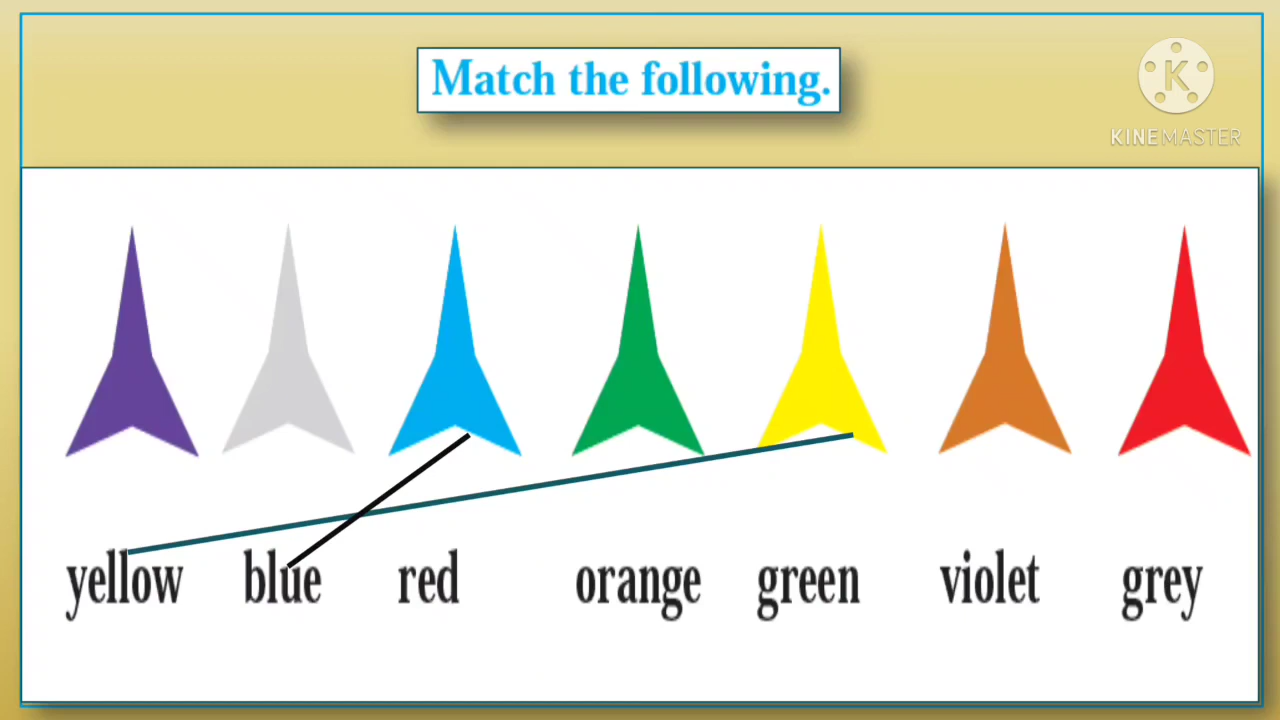 Match the following.
K
KINEMASTER
yellow blue red orange green violet grey